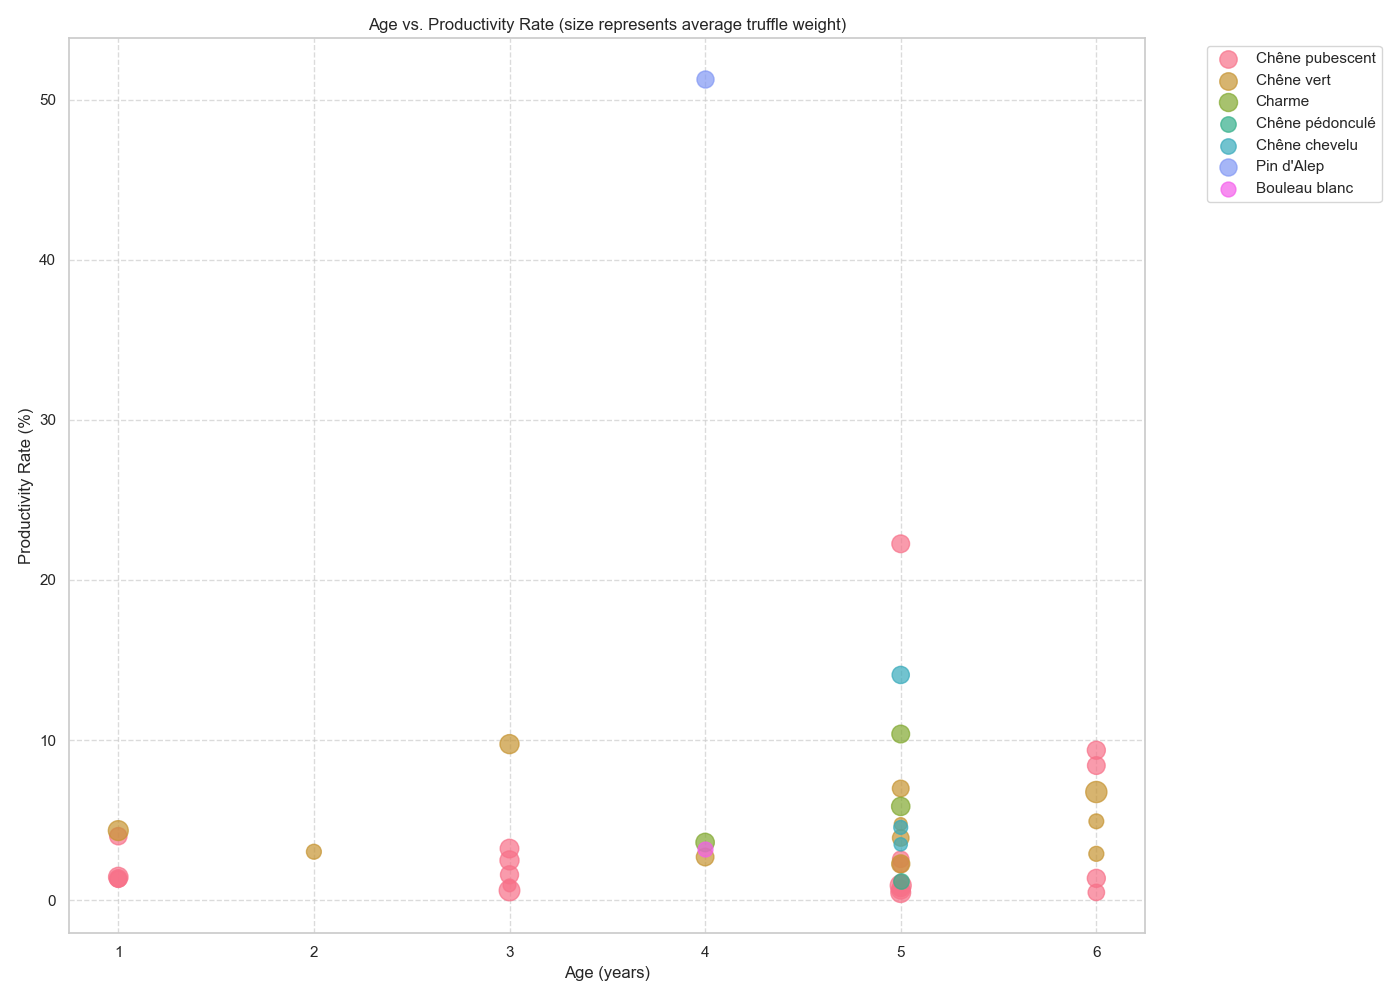 Age vs. Productivity Rate (size represents average truffle weight)
Chêne pubescent
Chêne vert
Charme
Chêne pédonculé
Chêne chevelu
Pin d'Alep
Bouleau blanc
Productivity Rate (%)
50
40
30
20
10
0
1 2 3 4 5 6
Age (years)